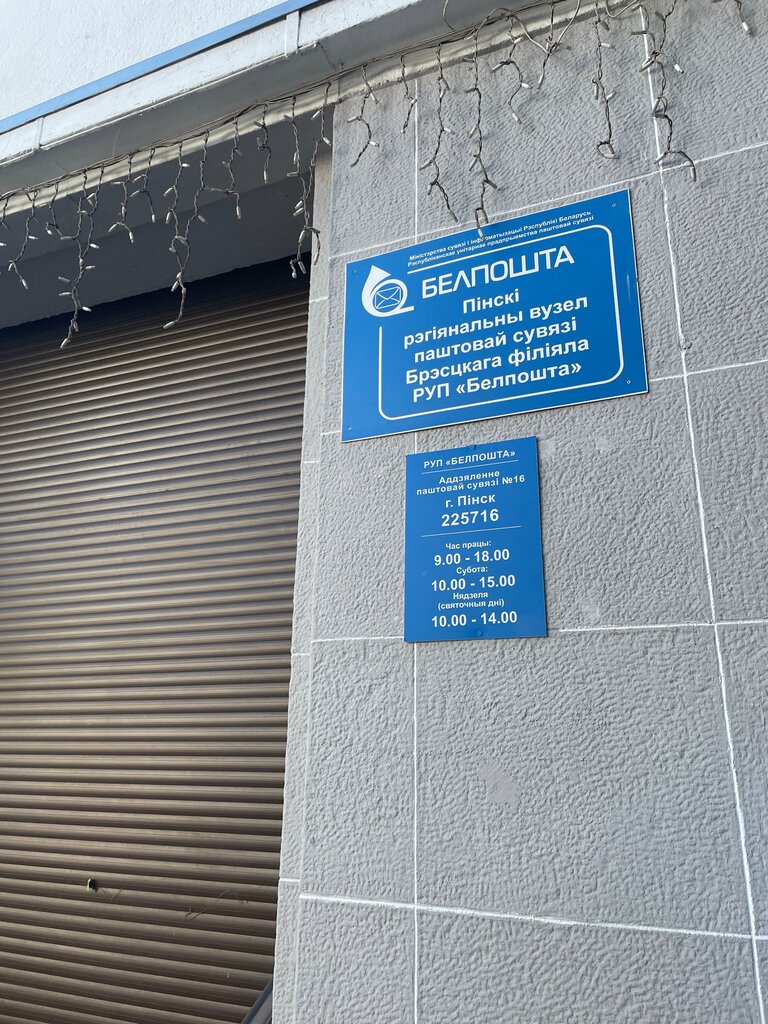 Міністэрства сувязі і інфарматызацыі Рэспублікі Беларусь
Рэспубліканскае унітарнае прадпрыемства паштовай сувязі
БЕЛПОШТА
Пінскі
рэгіянальны вузел
паштовай сувязі
Брэсцкага філіяла
РУП «Белпошта»
РУП «БЕЛПОШТА»
Аддзяленне
паштовай сувязі №16
г. Пінск
225716
Час працы:
9.00 - 18.00
Субота:
10.00 - 15.00
Нядзеля
(святочныя дні)
10.00 - 14.00